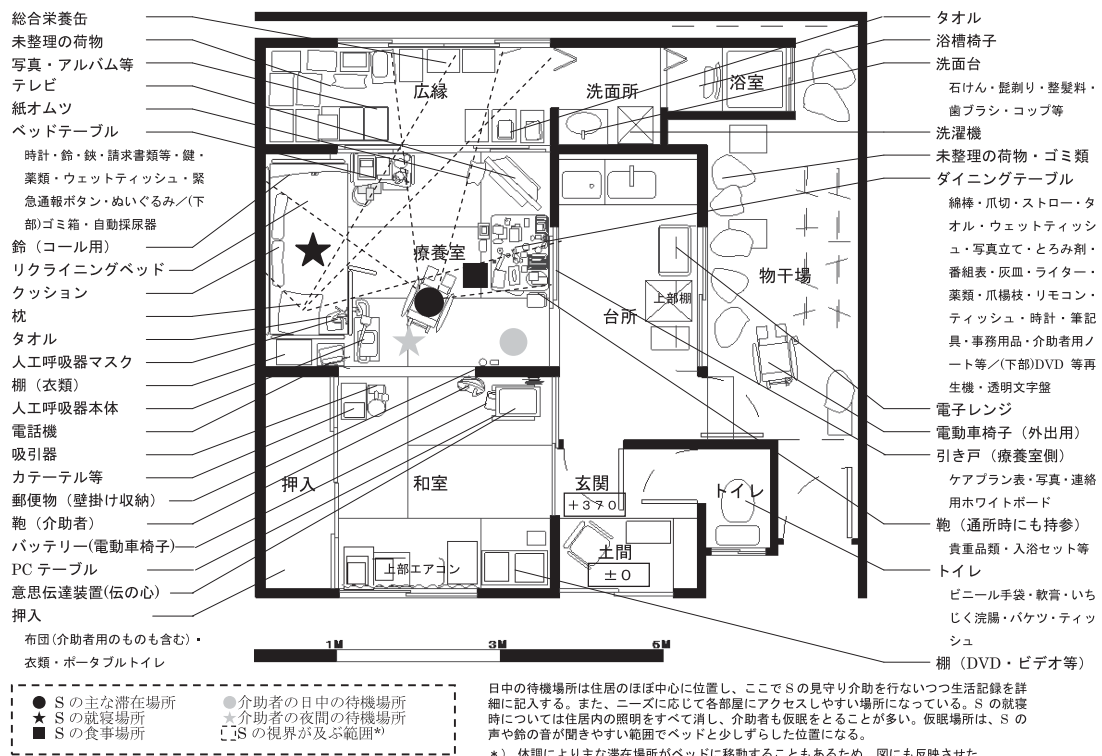 総合栄養缶
未整理の荷物
写真・アルバム等
テレビ
紙オムツ
ベッドテーブル
時計・鈴・鋏・請求書類等・鍵・
薬類・ウェットティッシュ・緊
急通報ボタン・ぬいぐるみ／(下
部)ゴミ箱・自動採尿器
鈴（コール用）
リクライニングベッド
クッション
枕
タオル
人工呼吸器マスク
棚（衣類）
人工呼吸器本体
電話機
吸引器
カテーテル等
郵便物（壁掛け収納）
鞄（介助者）
バッテリー(電動車椅子)
PC テーブル
意思伝達装置(伝の心)
押入
布団(介助者用のものも含む)・
衣類・ポータブルトイレ
広縁
洗面所
浴室
療養室
物干場
上部棚
台所
押入
和室
玄関
+370
トイレ
土間
±0
上部エアコン
1M
3M
5M
タオル
浴槽椅子
洗面台
石けん・髭剃り・整髪料・
歯ブラシ・コップ等
洗濯機
未整理の荷物・ゴミ類
ダイニングテーブル
綿棒・爪切・ストロー・タ
オル・ウェットティッシ
ュ・写真立て・とろみ剤・
番組表・灰皿・ライター・
薬類・爪楊枝・リモコン・
ティッシュ・時計・筆記
具・事務用品・介助者用ノ
ート等／(下部)DVD 等再
生機・透明文字盤
電子レンジ
電動車椅子（外出用）
引き戸（療養室側）
ケアプラン表・写真・連絡
用ホワイトボード
鞄（通所時にも持参）
貴重品類・入浴セット等
トイレ
ビニール手袋・軟膏・いち
じく浣腸・バケツ・ティッ
シュ
棚（DVD・ビデオ等）
S の主な滞在場所
S の就寝場所
S の食事場所
介助者の日中の待機場所
介助者の夜間の待機場所
S の視界が及ぶ範囲*)
日中の待機場所は住居のほぼ中心に位置し、ここで S の見守り介助を行ないつつ生活記録を詳
細に記入する。また、ニーズに応じて各部屋にアクセスしやすい場所になっている。S の就寝
時については住居内の照明をすべて消し、介助者も仮眠をとることが多い。仮眠場所は、S の
声や鈴の音が聞きやすい範囲でベッドと少しずらした位置になる。
*） 体調により主な滞在場所がベッドに移動することもあるため、図にも反映させた